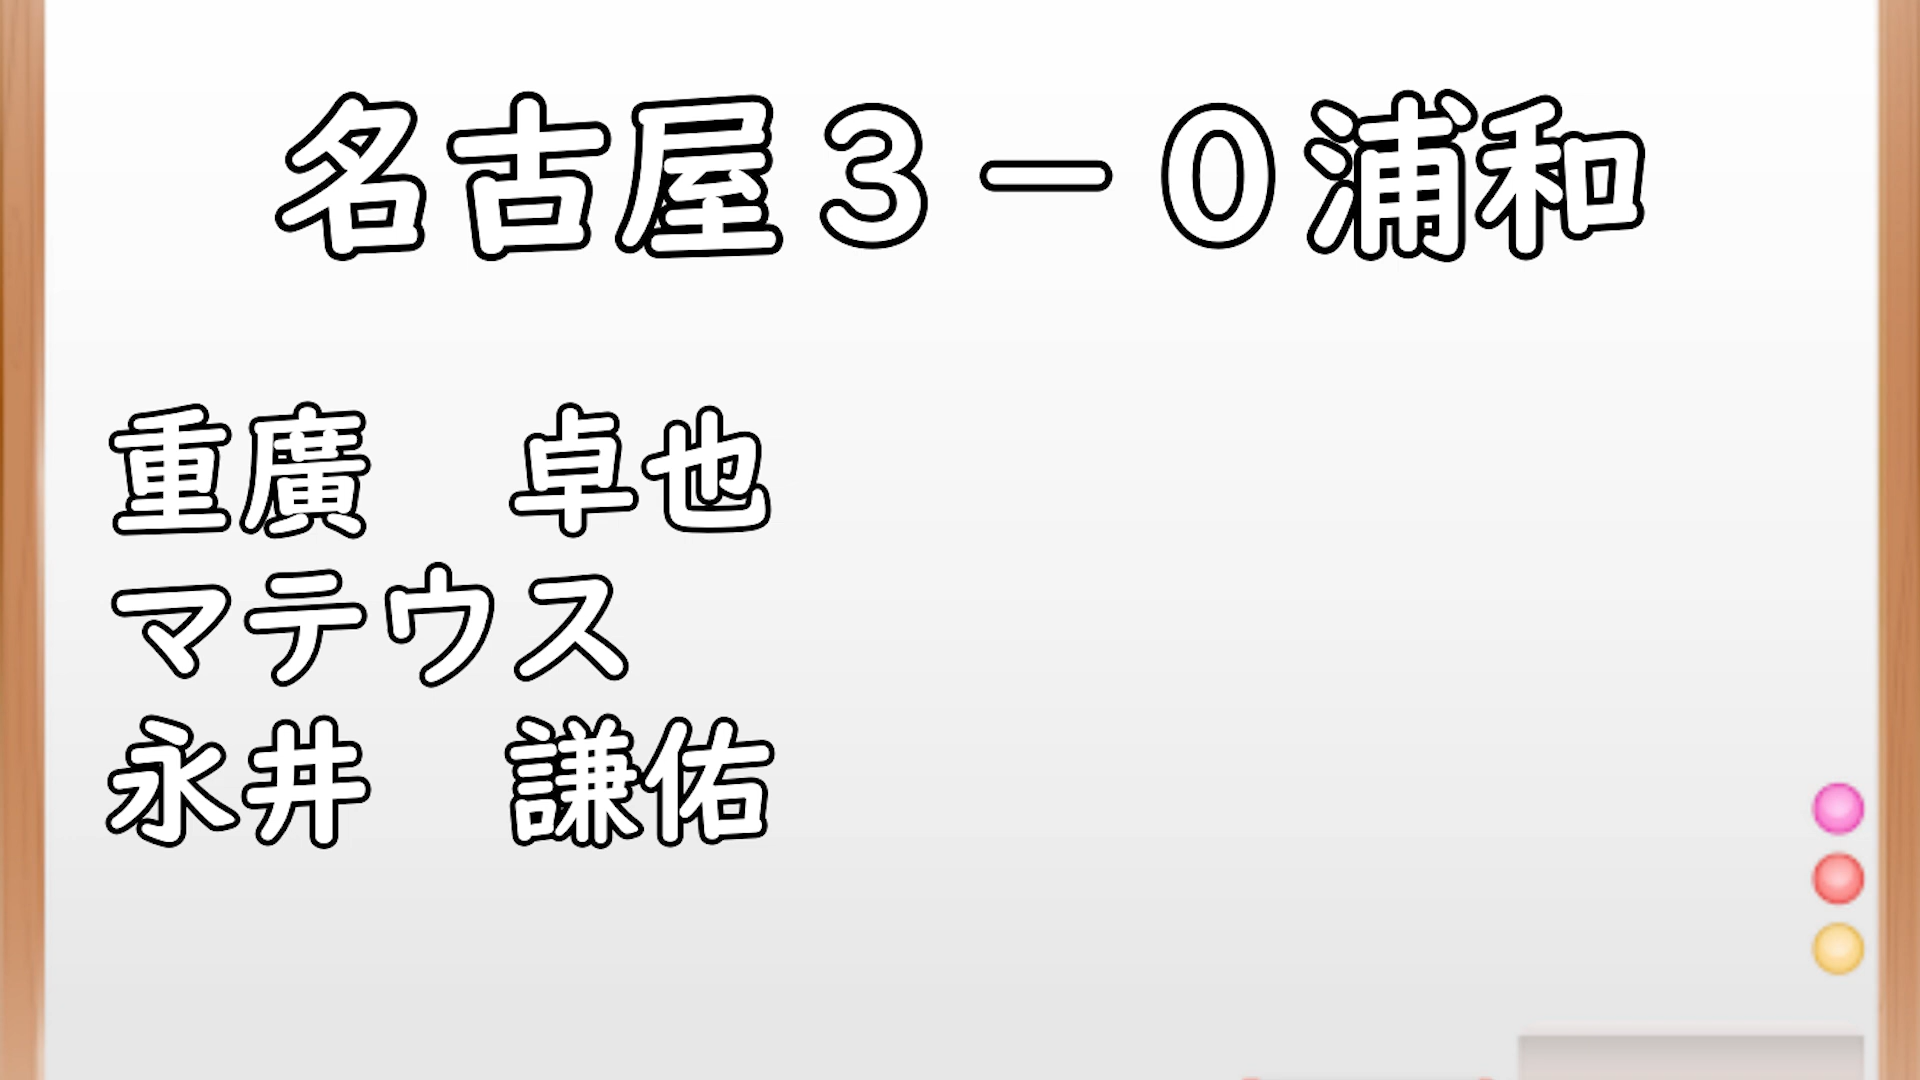 名古屋３－０浦和
重廣　卓也
マテウス
永井　謙佑